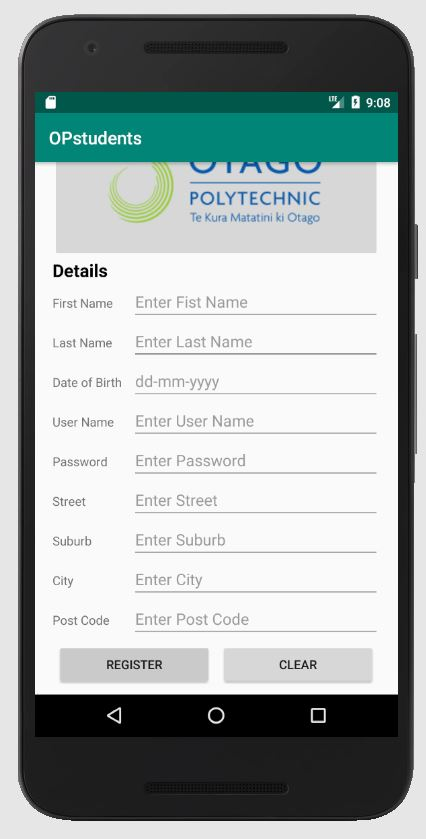 LTE 9:08
OPstudents
OTAGO
POLYTECHNIC
Te Kura Matatini ki Otago
Details
First Name Enter Fist Name
Last Name Enter Last Name
Date of Birth dd-mm-yyyy
User Name Enter User Name
Password Enter Password
Street Enter Street
Suburb Enter Suburb
City Enter City
Post Code Enter Post Code
REGISTER CLEAR